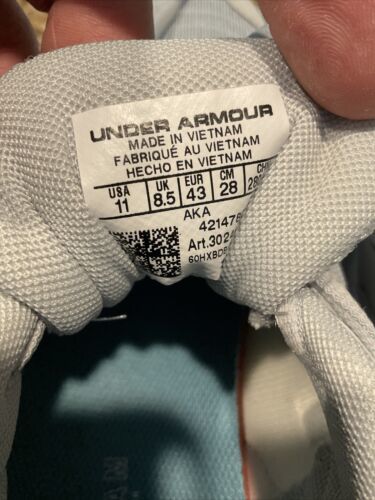 UNDER ARMOUR
MADE IN VIETNAM
FABRIQUÉ AU VIETNAM
HECHO EN VIETNAM
USA UK EUR CM
11 8.5 43 28
AKA
Art.